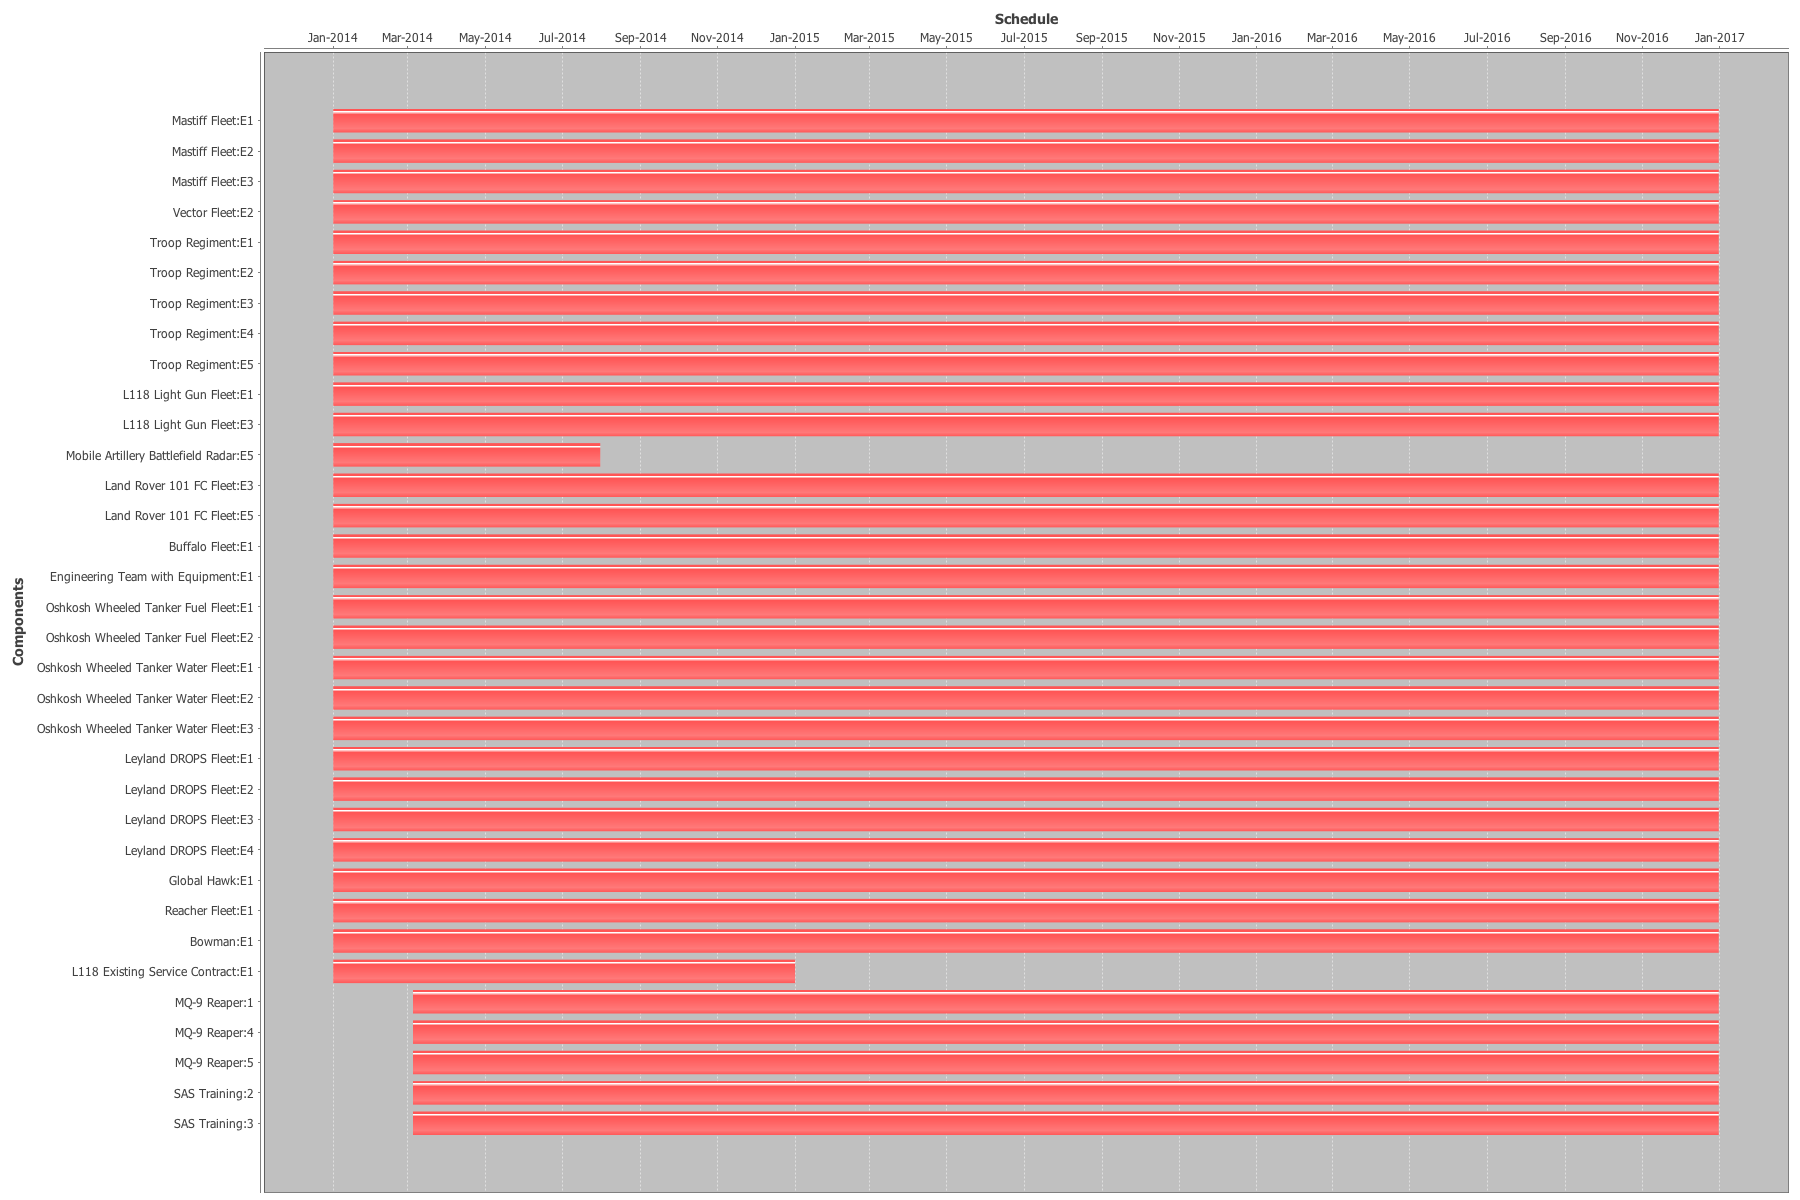 Schedule
Jan-2014 Mar-2014 May-2014 Jul-2014 Sep-2014 Nov-2014 Jan-2015 Mar-2015 May-2015 Jul-2015 Sep-2015 Nov-2015 Jan-2016 Mar-2016 May-2016 Jul-2016 Sep-2016 Nov-2016 Jan-2017
Components
Mastiff Fleet:E1
Mastiff Fleet:E2
Mastiff Fleet:E3
Vector Fleet:E2
Troop Regiment:E1
Troop Regiment:E2
Troop Regiment:E3
Troop Regiment:E4
Troop Regiment:E5
L118 Light Gun Fleet:E1
L118 Light Gun Fleet:E3
Mobile Artillery Battlefield Radar:E5
Land Rover 101 FC Fleet:E3
Land Rover 101 FC Fleet:E5
Buffalo Fleet:E1
Engineering Team with Equipment:E1
Oshkosh Wheeled Tanker Fuel Fleet:E1
Oshkosh Wheeled Tanker Fuel Fleet:E2
Oshkosh Wheeled Tanker Water Fleet:E1
Oshkosh Wheeled Tanker Water Fleet:E2
Oshkosh Wheeled Tanker Water Fleet:E3
Leyland DROPS Fleet:E1
Leyland DROPS Fleet:E2
Leyland DROPS Fleet:E3
Leyland DROPS Fleet:E4
Global Hawk:E1
Reacher Fleet:E1
Bowman:E1
L118 Existing Service Contract:E1
MQ-9 Reaper:1
MQ-9 Reaper:4
MQ-9 Reaper:5
SAS Training:2
SAS Training:3